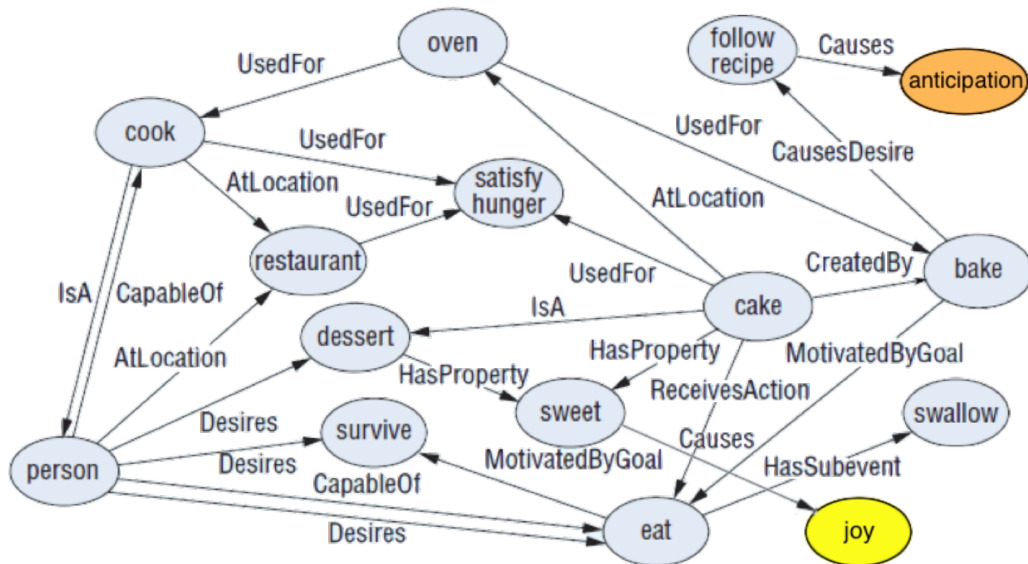 oven
follow
recipe
Causes
anticipation
UsedFor
cook
UsedFor
UsedFor
CausesDesire
AtLocation
satisfy
hunger
AtLocation
UsedFor
restaurant
CreatedBy
bake
IsA
CapableOf
UsedFor
cake
IsA
dessert
AtLocation
HasProperty
MotivatedByGoal
HasProperty
ReceivesAction
sweet
swallow
Desires
survive
Causes
person
Desires
MotivatedByGoal
HasSubevent
CapableOf
Desires
eat
joy